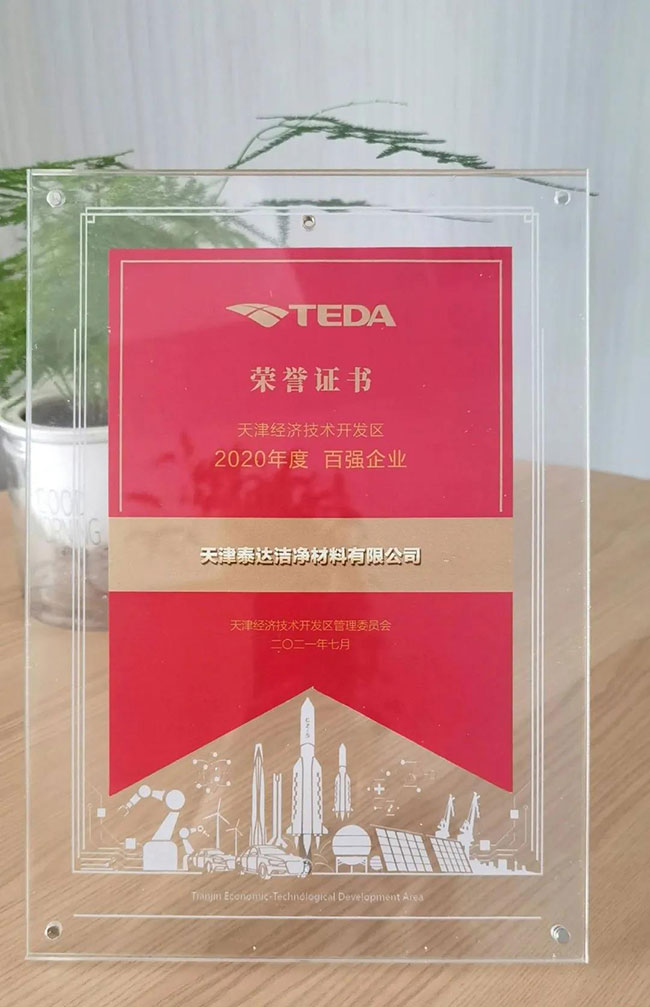 TEDA
荣誉证书
天津经济技术开发区
2020年度 百强企业
天津泰达洁净材料有限公司
天津经济技术开发区管理委员会
二〇二一年七月
Tianjin Economic-Technological Development Area
GOOD
MORNING